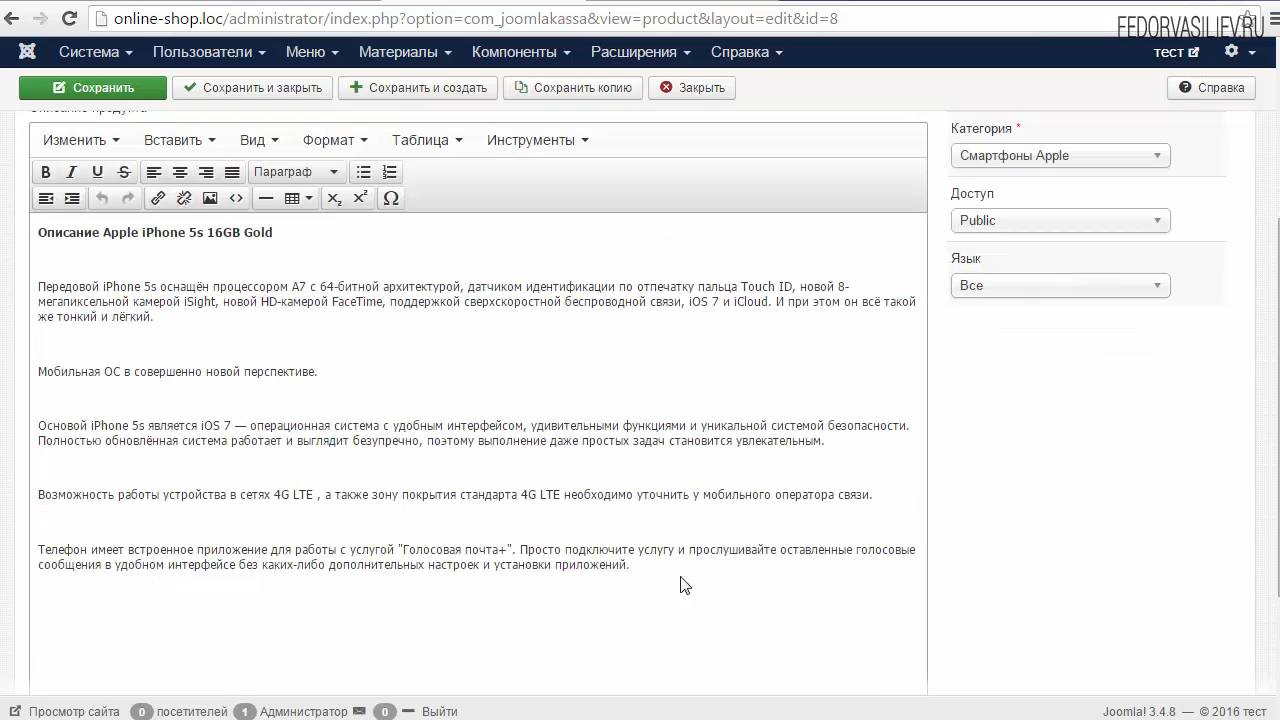 online-shop.loc/administrator/index.php?option=com_joomlakassa&view=product&layout=edit&id=8
FEDORVASILIEV.RU
Система Пользователи Меню Материалы Компоненты Расширения Справка тест
Сохранить Сохранить и закрыть Сохранить и создать Сохранить копию Закрыть Справка
Описание продукта
Изменить Вставить Вид Формат Таблица Инструменты
B I U S Параграф
Описание Apple iPhone 5s 16GB Gold
Передовой iPhone 5s оснащён процессором A7 с 64-битной архитектурой, датчиком идентификации по отпечатку пальца Touch ID, новой 8-
мегапиксельной камерой iSight, новой HD-камерой FaceTime, поддержкой сверхскоростной беспроводной связи, iOS 7 и iCloud. И при этом он всё такой
же тонкий и лёгкий.
Мобильная ОС в совершенно новой перспективе.
Основой iPhone 5s является iOS 7 — операционная система с удобным интерфейсом, удивительными функциями и уникальной системой безопасности.
Полностью обновлённая система работает и выглядит безупречно, поэтому выполнение даже простых задач становится увлекательным.
Возможность работы устройства в сетях 4G LTE , а также зону покрытия стандарта 4G LTE необходимо уточнить у мобильного оператора связи.
Телефон имеет встроенное приложение для работы с услугой "Голосовая почта+". Просто подключите услугу и прослушивайте оставленные голосовые
сообщения в удобном интерфейсе без каких-либо дополнительных настроек и установки приложений.
Категория *
Смартфоны Apple
Доступ
Public
Язык
Все
Просмотр сайта 0 посетителей 1 Администратор 0 Выйти
Joomla! 3.4.8 — © 2016 тест